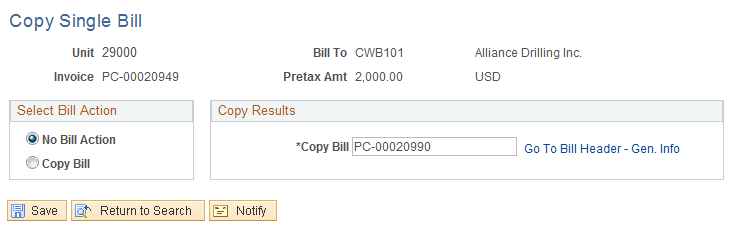 Copy Single Bill
Unit 29000 Bill To CWB101 Alliance Drilling Inc.
Invoice PC-00020949 Pretax Amt 2,000.00 USD
Select Bill Action Copy Results
No Bill Action
*Copy Bill PC-00020990 Go To Bill Header - Gen. Info
Copy Bill
Save Return to Search Notify